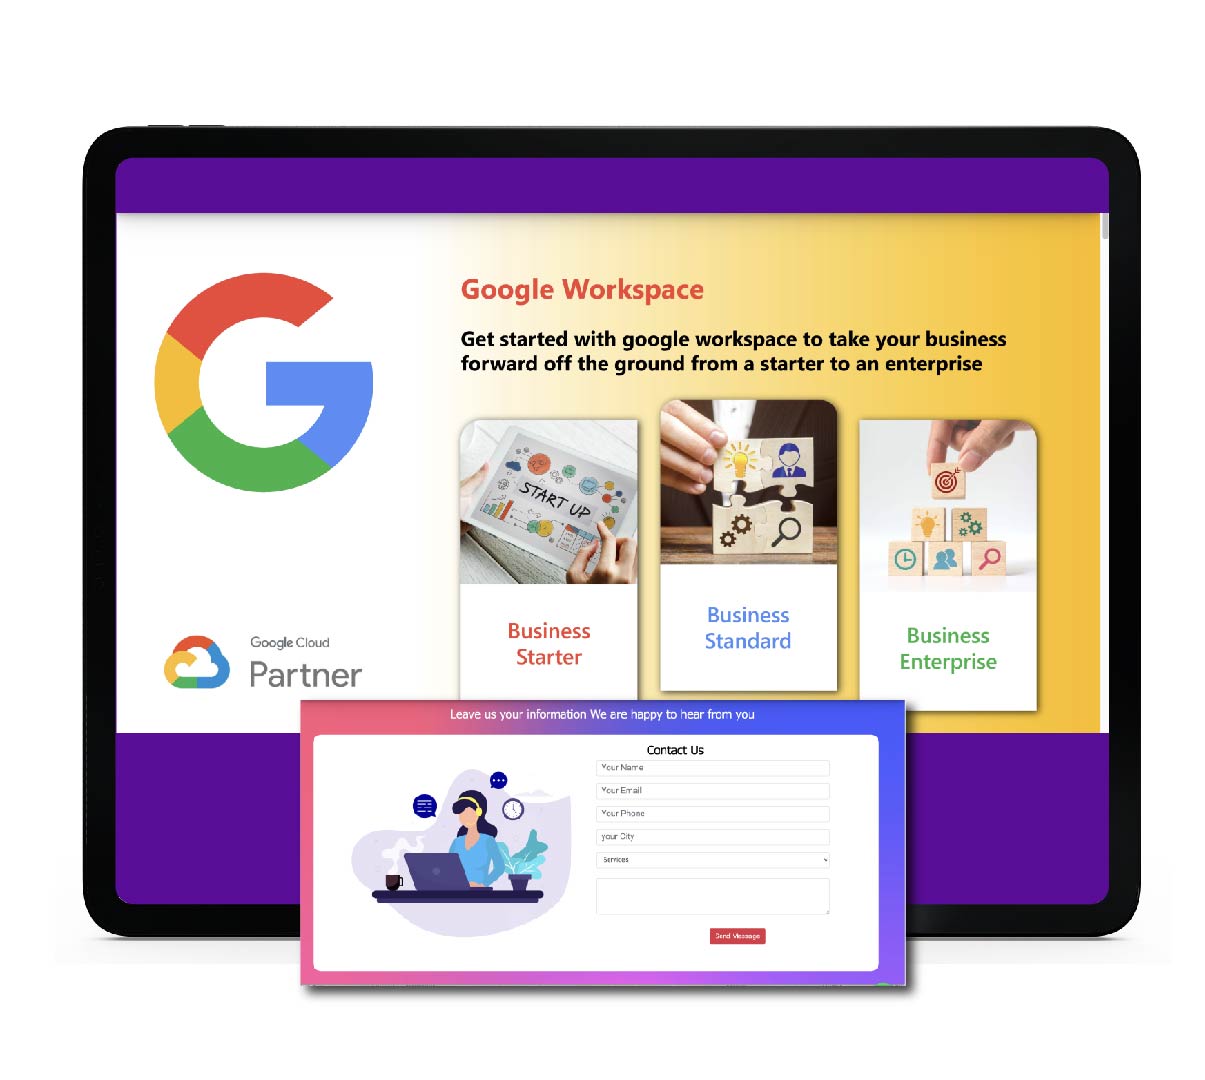 Google Workspace
Get started with google workspace to take your business
forward off the ground from a starter to an enterprise
START UP
Business
Starter
Business
Standard
Business
Enterprise
Google Cloud
Partner
Leave us your information We are happy to hear from you
Contact Us
Your Name
Your Email
Your Phone
your City
Services
Send Message